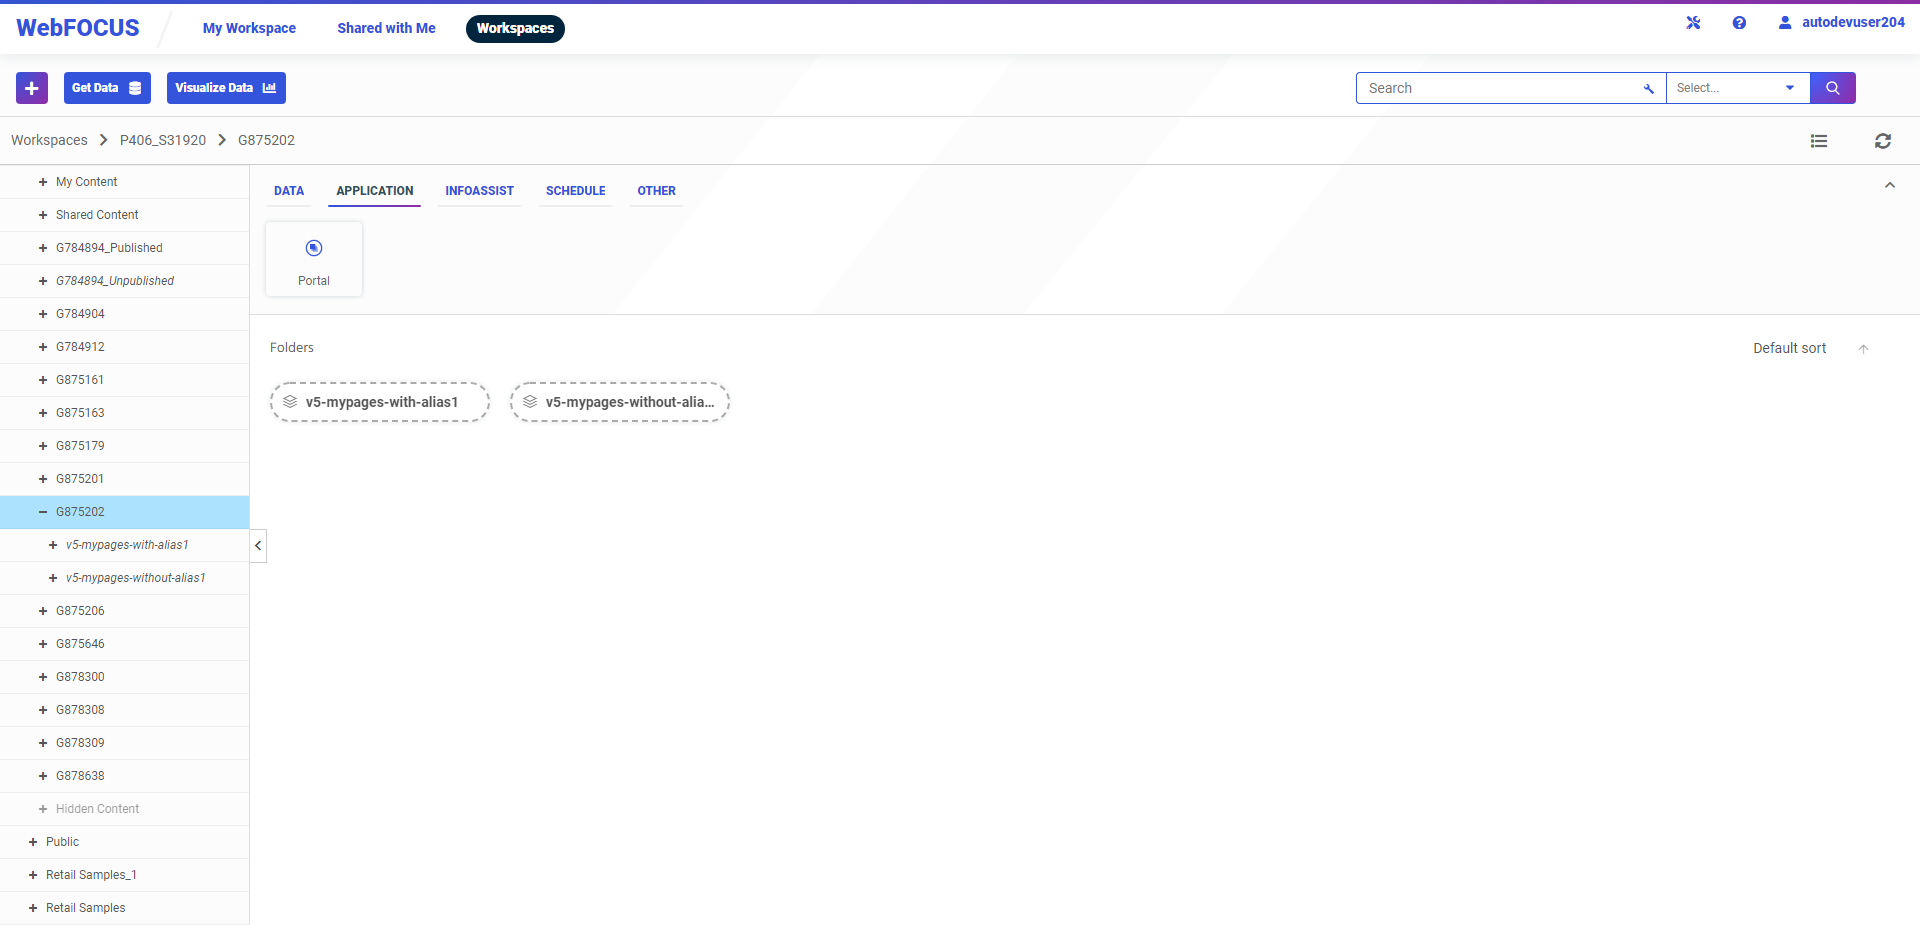 WebFOCUS
My Workspace
Shared with Me
Workspaces
autodevuser204
Get Data
Visualize Data
Search
Select...
Workspaces > P406_S31920 > G875202
My Content
Shared Content
G784894_Published
G784894_Unpublished
G784904
G784912
G875161
G875163
G875179
G875201
G875202
v5-mypages-with-alias1
v5-mypages-without-alias1
G875206
G875646
G878300
G878308
G878309
G878638
Hidden Content
Public
Retail Samples_1
Retail Samples
DATA
APPLICATION
INFOASSIST
SCHEDULE
OTHER
Portal
Folders
Default sort
v5-mypages-with-alias1
v5-mypages-without-alia...